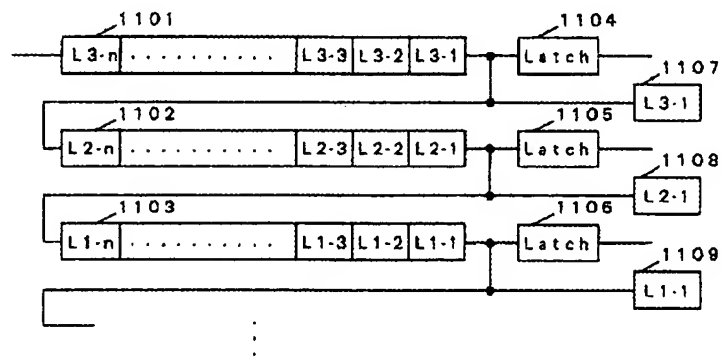 1101 1104
L3-n .......... L3-3 L3-2 L3-1 Latch
1107
L3-1
1102 1105
L2-n .......... L2-3 L2-2 L2-1 Latch
1108
L2-1
1103 1106
L1-n .......... L1-3 L1-2 L1-1 Latch
1109
L1-1